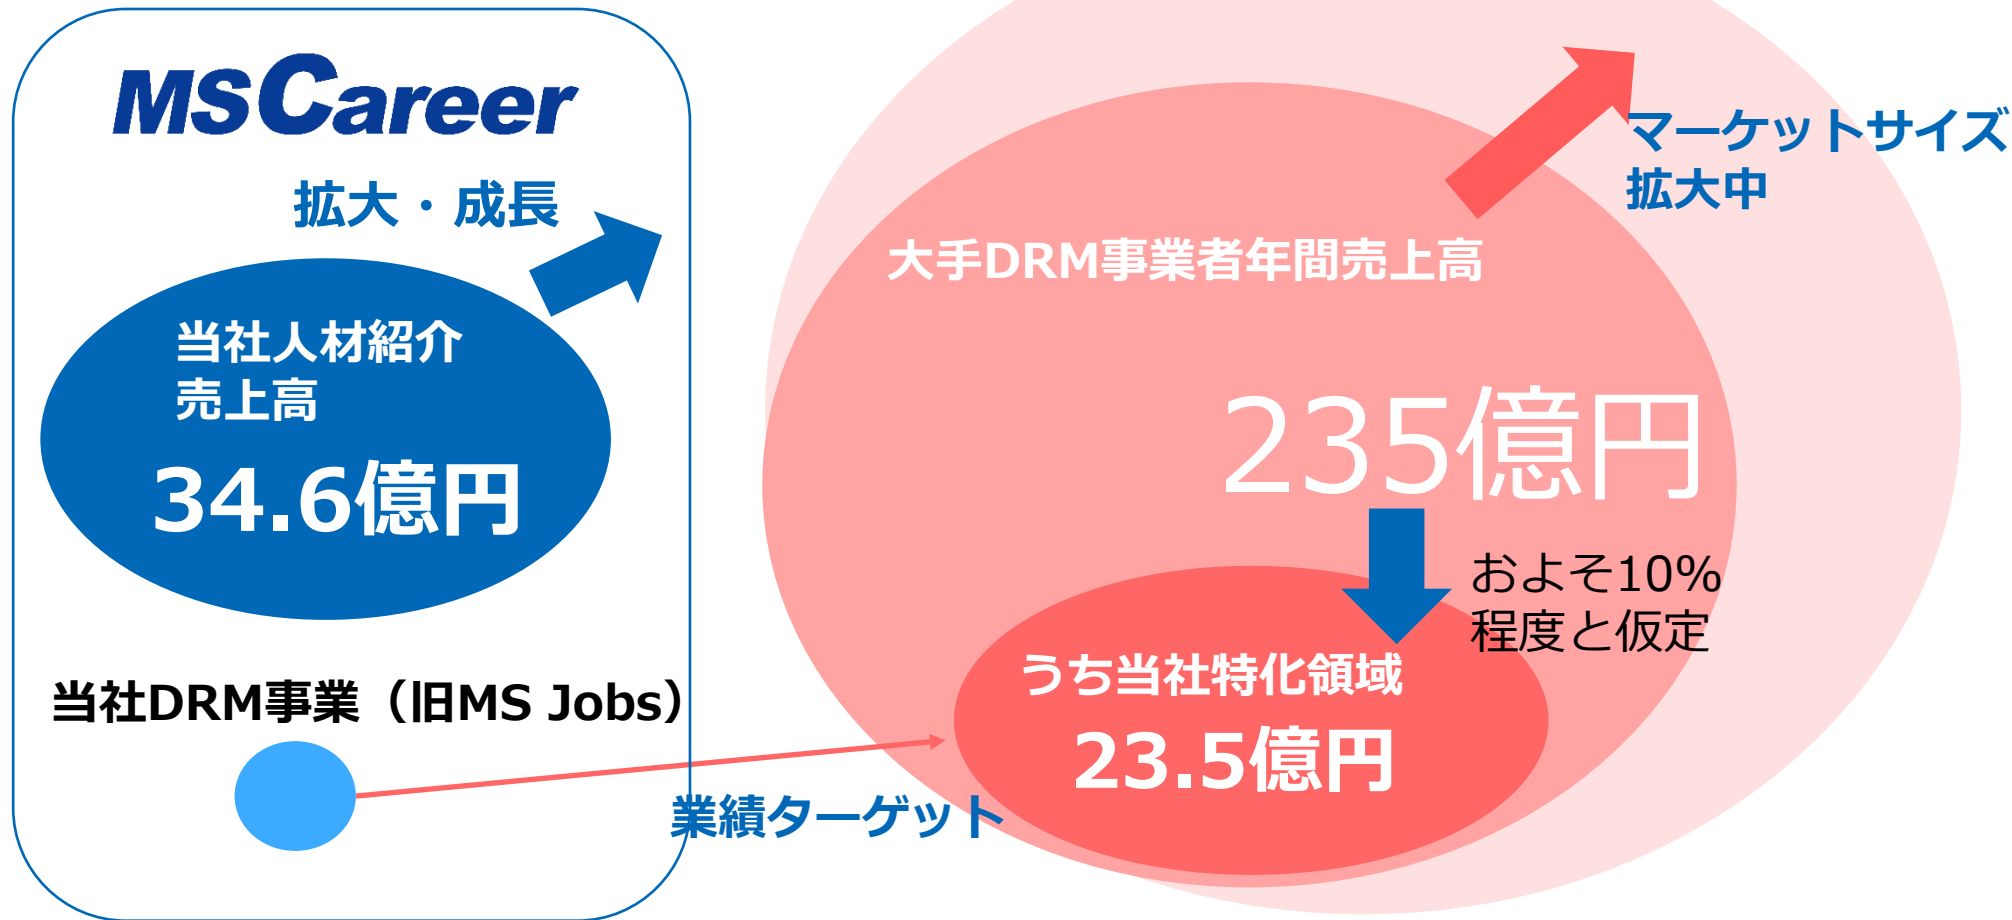 MSCareer
拡大・成長
当社人材紹介
売上高
34.6億円
当社DRM事業（旧MS Jobs）
業績ターゲット
マーケットサイズ
拡大中
大手DRM事業者年間売上高
235億円
およそ10%
程度と仮定
うち当社特化領域
23.5億円